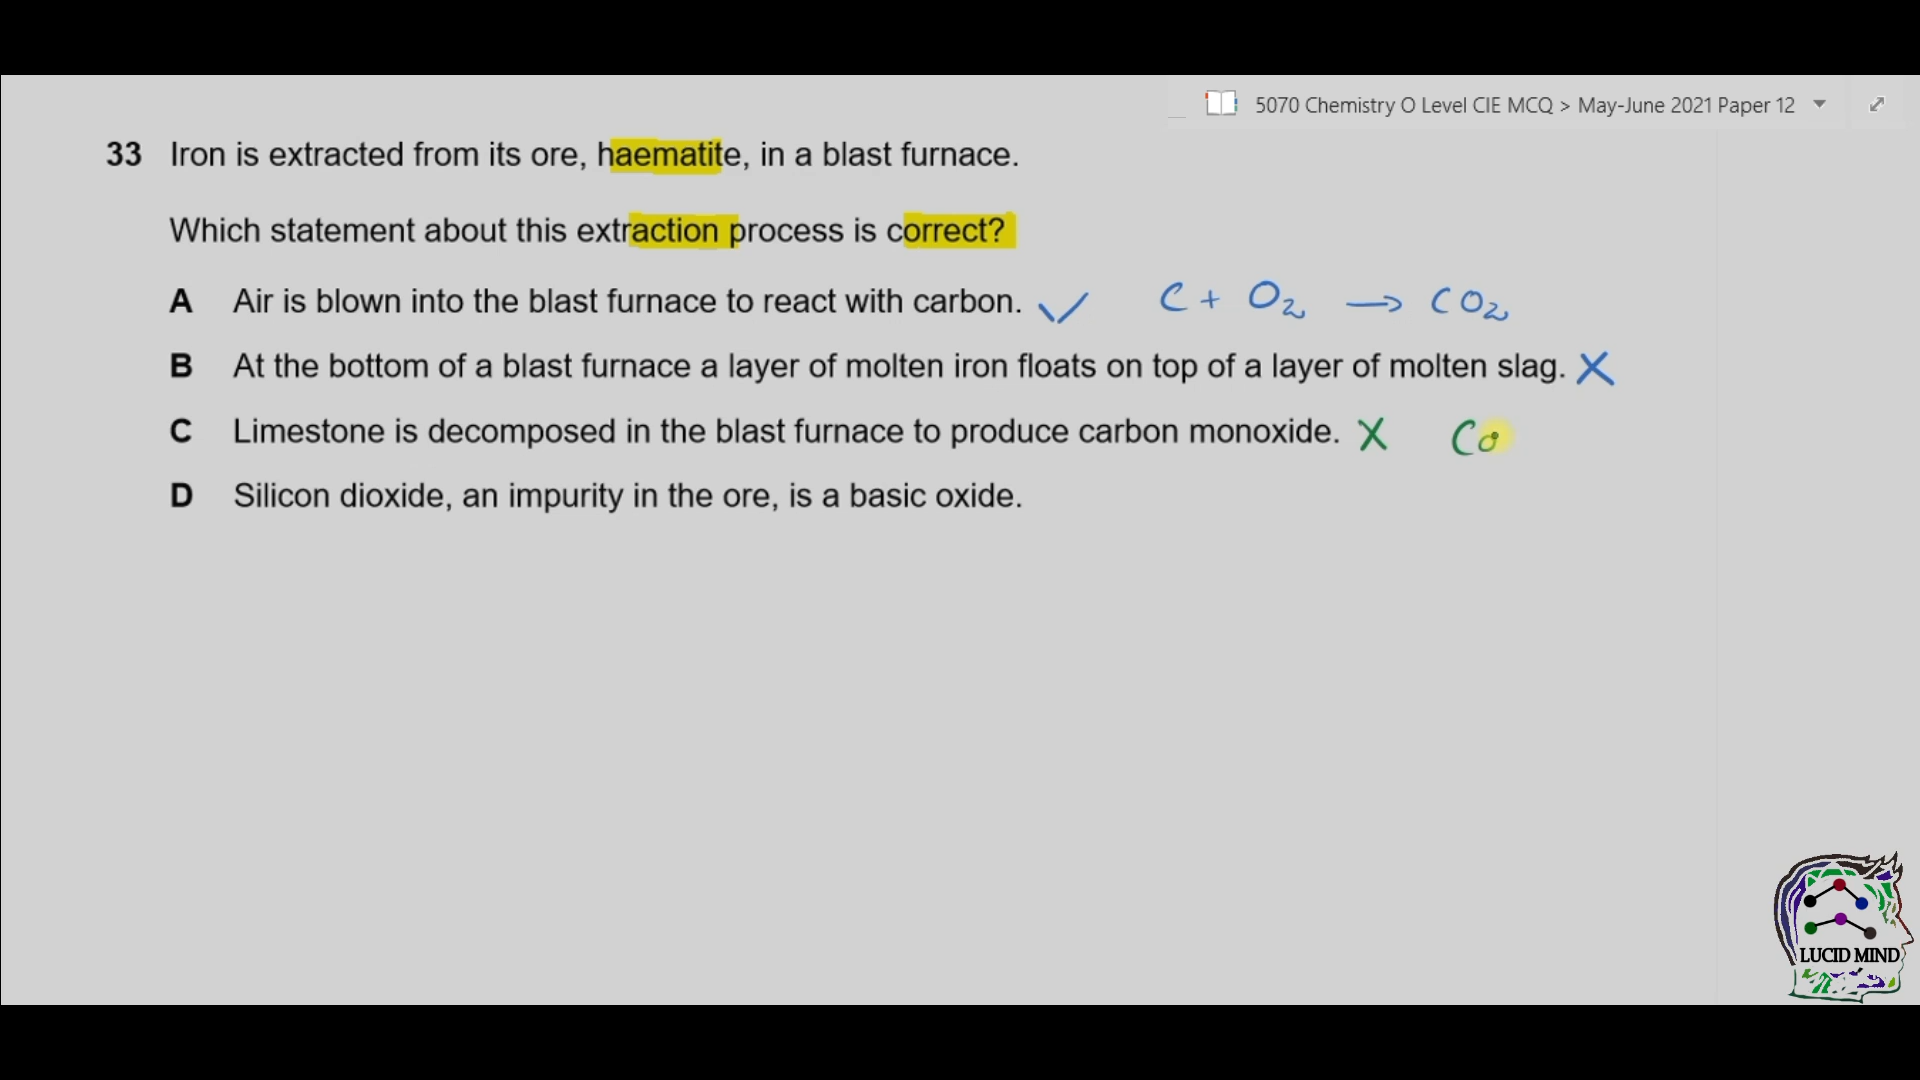 5070 Chemistry O Level CIE MCQ > May-June 2021 Paper 12
33 Iron is extracted from its ore, haematite, in a blast furnace.
Which statement about this extraction process is correct?
A Air is blown into the blast furnace to react with carbon. ✓ C + O₂ → CO₂
B At the bottom of a blast furnace a layer of molten iron floats on top of a layer of molten slag. X
C Limestone is decomposed in the blast furnace to produce carbon monoxide. X Co
D Silicon dioxide, an impurity in the ore, is a basic oxide.
LUCID MIND